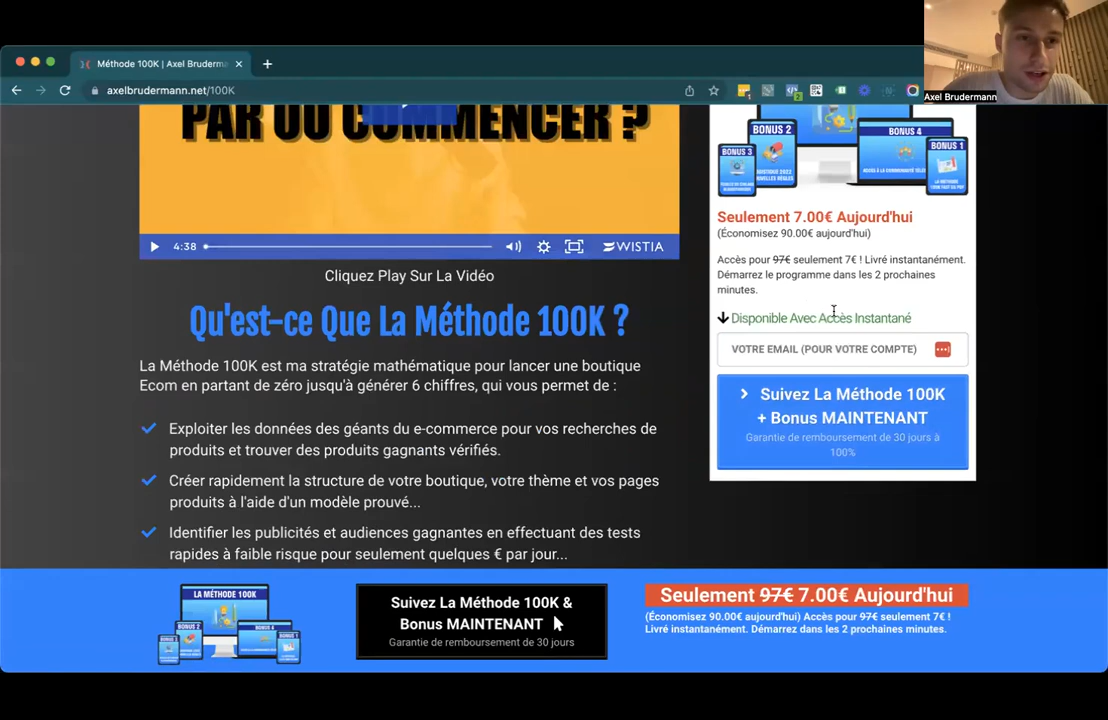 Méthode 100K | Axel Bruderma
axelbrudermann.net/100K
Axel Brudermann
PAR OÙ COMMENCER ?
4:38
WISTIA
Cliquez Play Sur La Vidéo
Qu'est-ce Que La Méthode 100K ?
La Méthode 100K est ma stratégie mathématique pour lancer une boutique
Ecom en partant de zéro jusqu'à générer 6 chiffres, qui vous permet de :
Exploiter les données des géants du e-commerce pour vos recherches de
produits et trouver des produits gagnants vérifiés.
Créer rapidement la structure de votre boutique, votre thème et vos pages
produits à l'aide d'un modèle prouvé...
Identifier les publicités et audiences gagnantes en effectuant des tests
rapides à faible risque pour seulement quelques € par jour...
BONUS 2
BONUS 4
BONUS 3
BONUS 1
Seulement 7.00€ Aujourd'hui
(Économisez 90.00€ aujourd'hui)
Accès pour 97€ seulement 7€ ! Livré instantanément.
Démarrez le programme dans les 2 prochaines
minutes.
Disponible Avec Accès Instantané
VOTRE EMAIL (POUR VOTRE COMPTE)
Suivez La Méthode 100K
+ Bonus MAINTENANT
Garantie de remboursement de 30 jours à
100%
LA MÉTHODE 100K
BONUS 2
BONUS 4
BONUS 3
BONUS 1
Suivez La Méthode 100K &
Bonus MAINTENANT
Garantie de remboursement de 30 jours
Seulement 97€ 7.00€ Aujourd'hui
(Économisez 90.00€ aujourd'hui) Accès pour 97€ seulement 7€ !
Livré instantanément. Démarrez dans les 2 prochaines minutes.